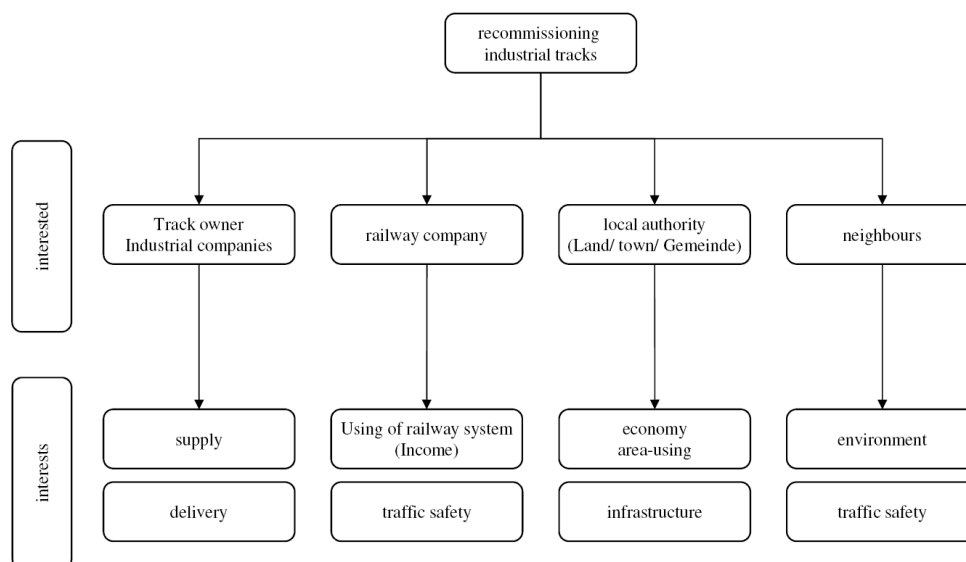 recommissioning
industrial tracks
interested
Track owner
Industrial companies
railway company
local authority
(Land/ town/ Gemeinde)
neighbours
interests
supply
Using of railway system
(Income)
economy
area-using
environment
delivery
traffic safety
infrastructure
traffic safety